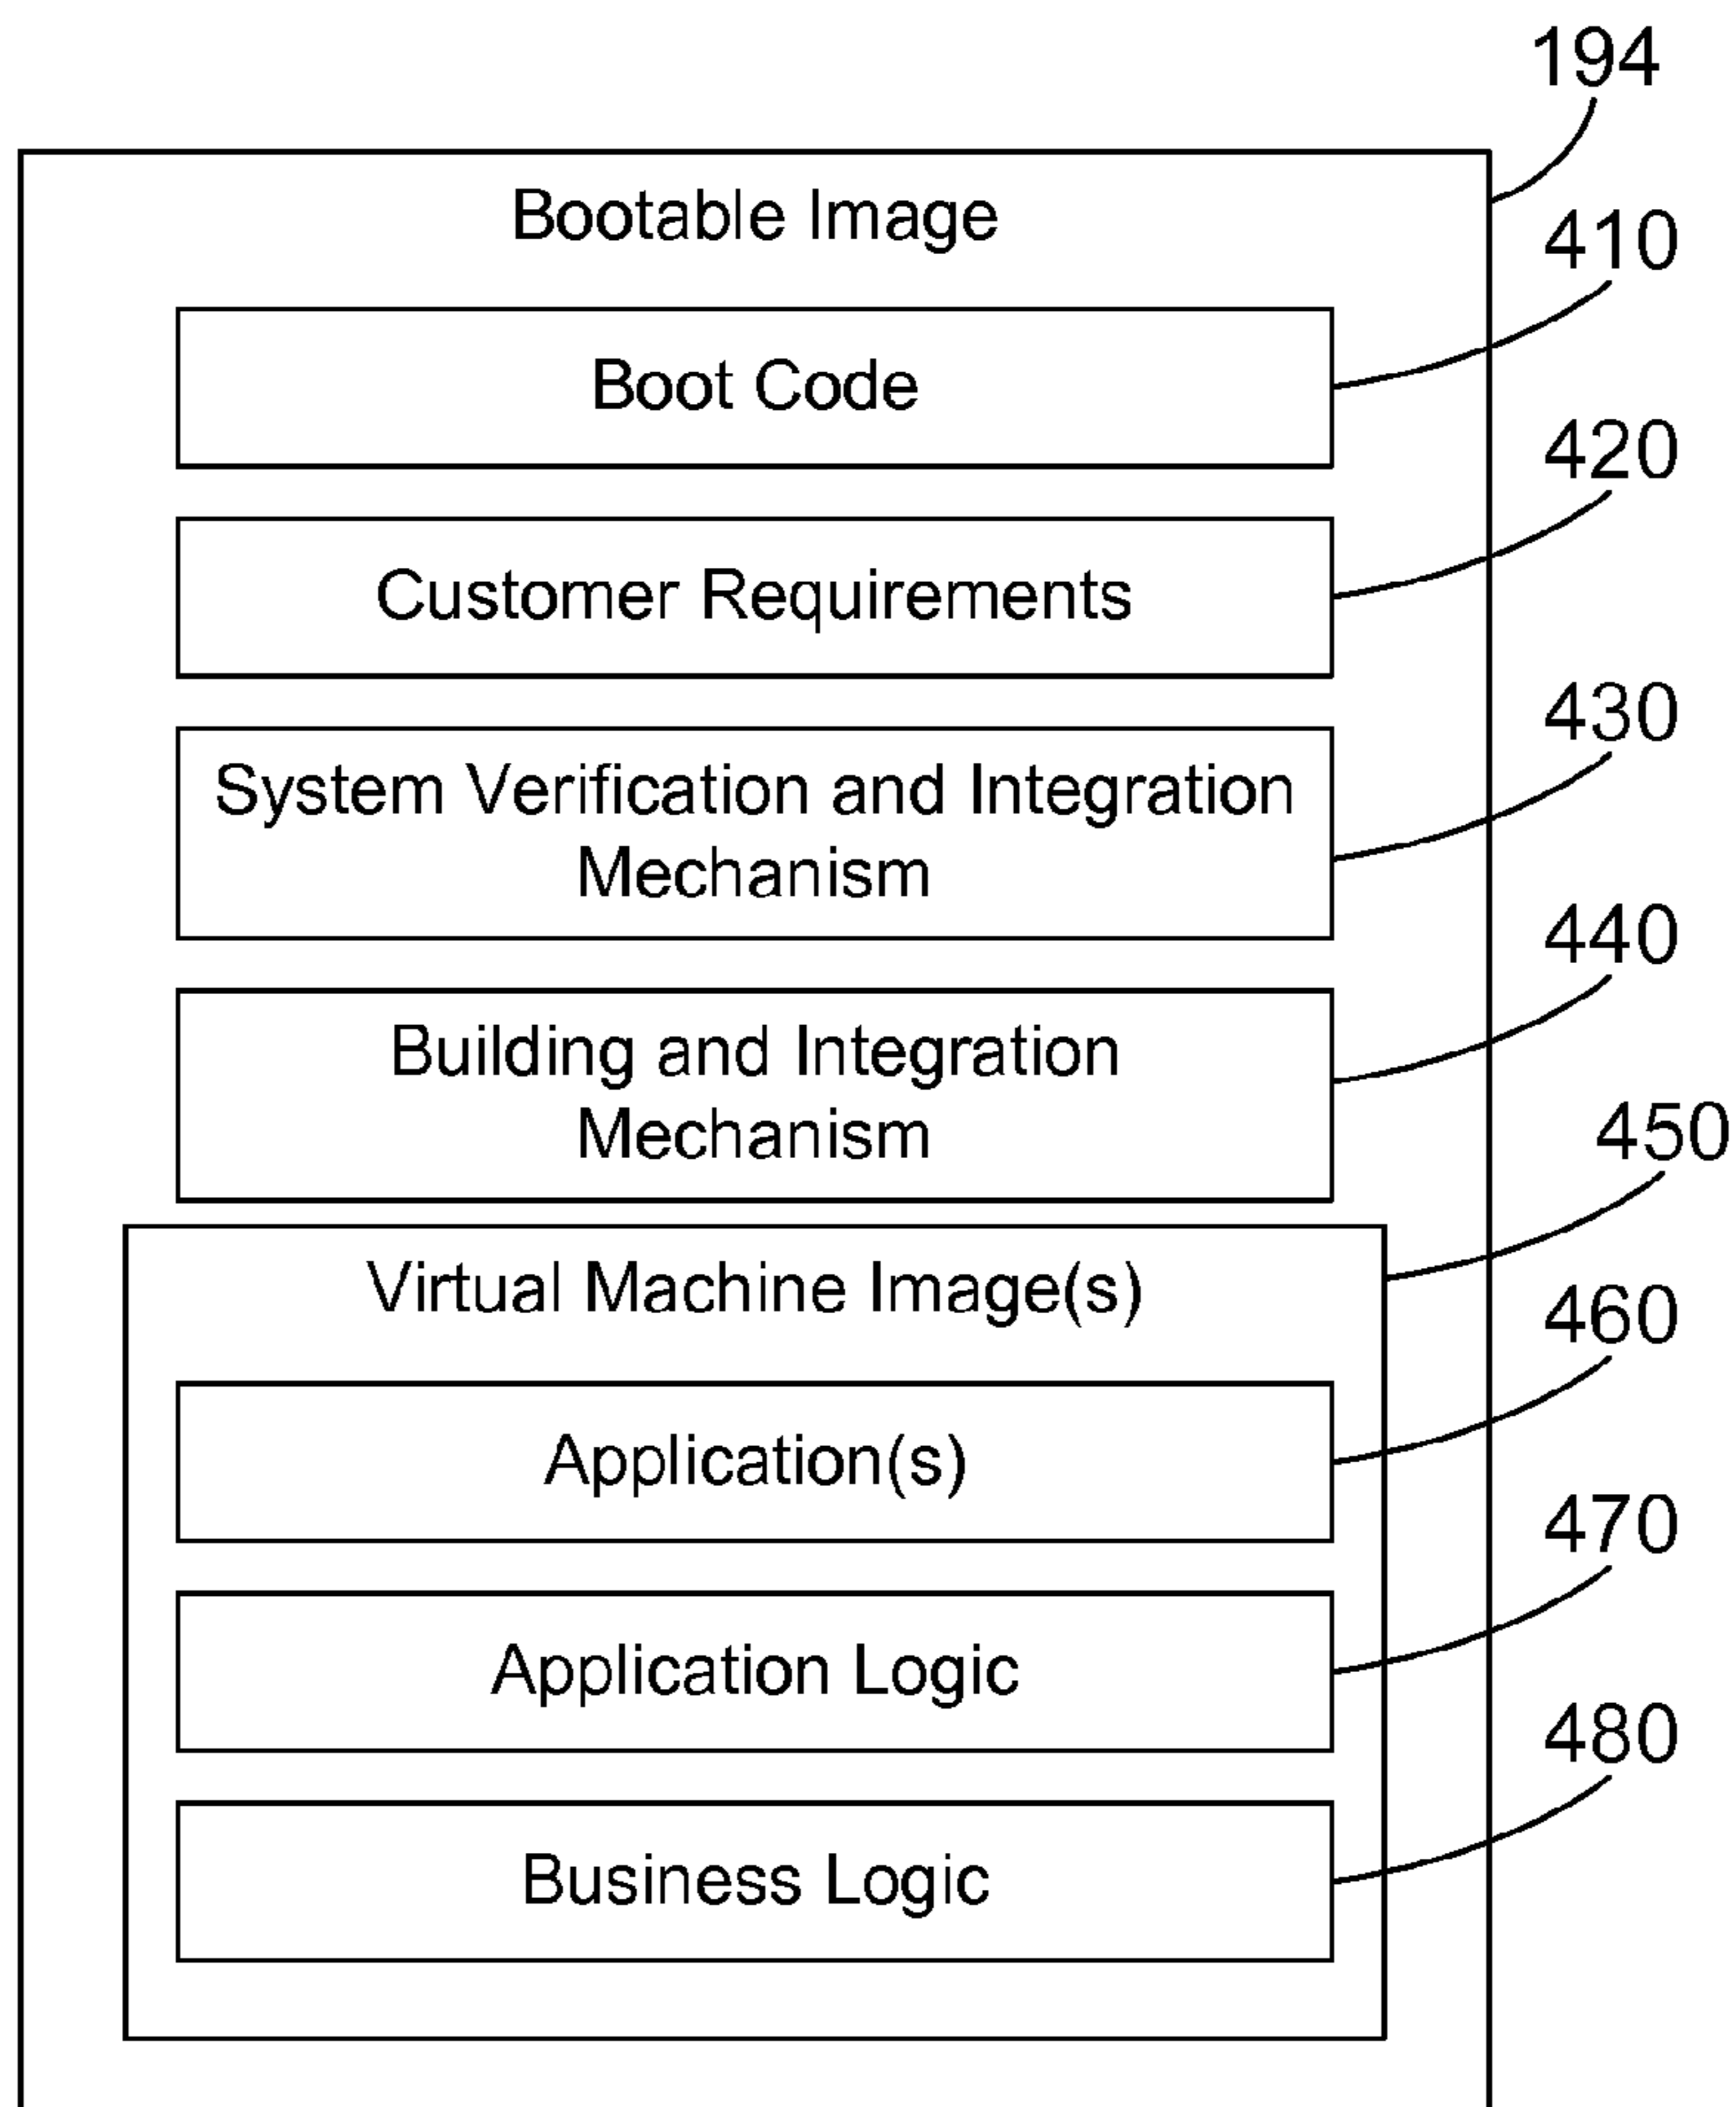 194
Bootable Image
410
Boot Code
420
Customer Requirements
430
System Verification and Integration
Mechanism
440
Building and Integration
Mechanism
450
Virtual Machine Image(s)
460
Application(s)
470
Application Logic
480
Business Logic